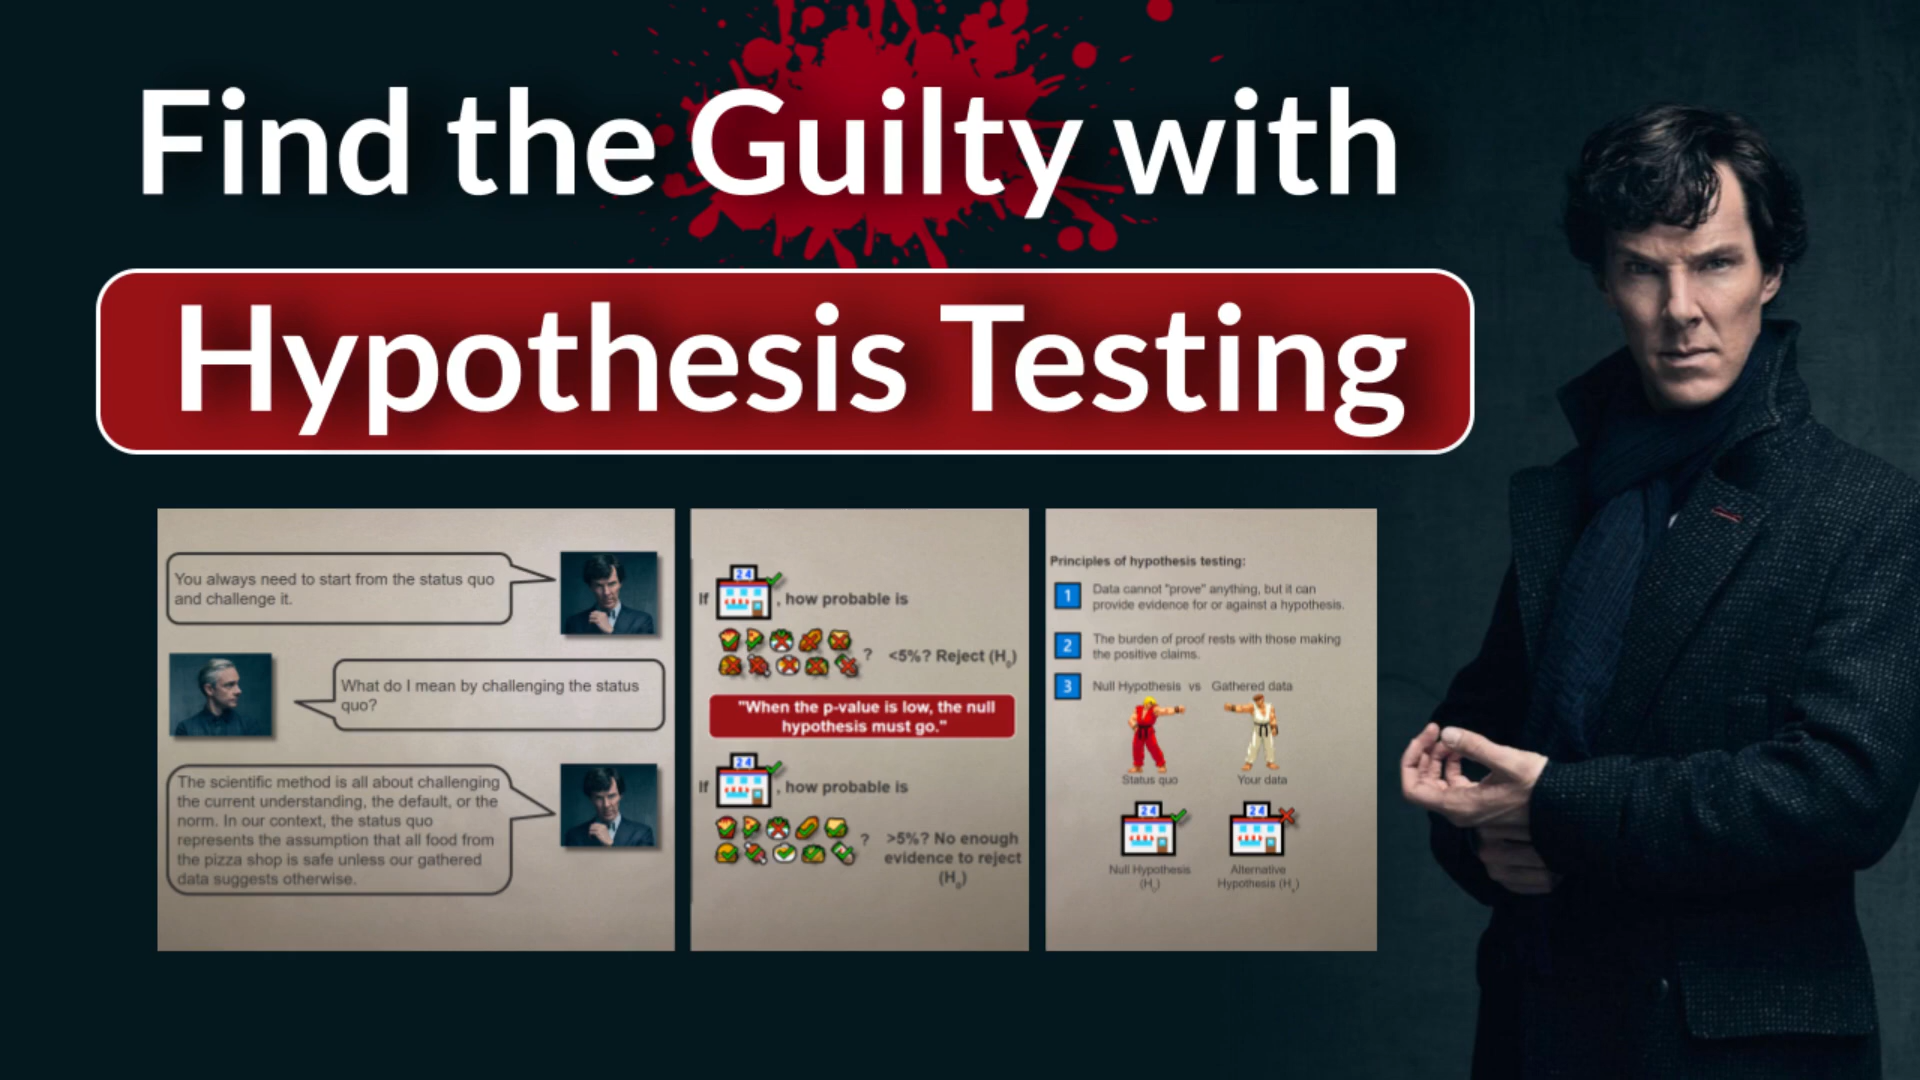 Find the Guilty with
Hypothesis Testing
You always need to start from the status quo
and challenge it.
What do I mean by challenging the status
quo?
The scientific method is all about challenging
the current understanding, the default, or the
norm. In our context, the status quo
represents the assumption that all food from
the pizza shop is safe unless our gathered
data suggests otherwise.
24
If , how probable is
? <5%? Reject (H₀)
"When the p-value is low, the null
hypothesis must go."
24
If , how probable is
? >5%? No enough
evidence to reject
(H₀)
Principles of hypothesis testing:
1 Data cannot "prove" anything, but it can
provide evidence for or against a hypothesis.
2 The burden of proof rests with those making
the positive claims.
3 Null Hypothesis vs Gathered data
Status quo Your data
24 24
Null Hypothesis
(H₀)
Alternative
Hypothesis (H)